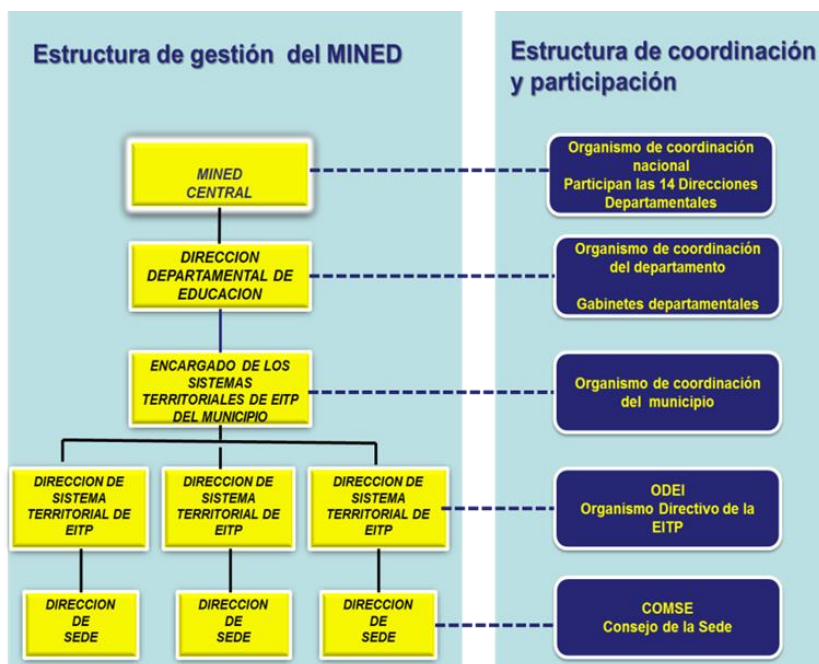 Estructura de gestión del MINED
MINED
CENTRAL
DIRECCION
DEPARTAMENTAL DE
EDUCACION
ENCARGADO DE LOS
SISTEMAS
TERRITORIALES DE EITP
DEL MUNICIPIO
DIRECCION DE
SISTEMA
TERRITORIAL DE
EITP
DIRECCION DE
SISTEMA
TERRITORIAL DE
EITP
DIRECCION DE
SISTEMA
TERRITORIAL DE
EITP
DIRECCION
DE
SEDE
DIRECCION
DE
SEDE
DIRECCION
DE
SEDE
Estructura de coordinación
y participación
Organismo de coordinación
nacional
Participan las 14 Direcciones
Departamentales
Organismo de coordinación
del departamento
Gabinetes departamentales
Organismo de coordinación
del municipio
ODEI
Organismo Directivo de la
EITP
COMSE
Consejo de la Sede